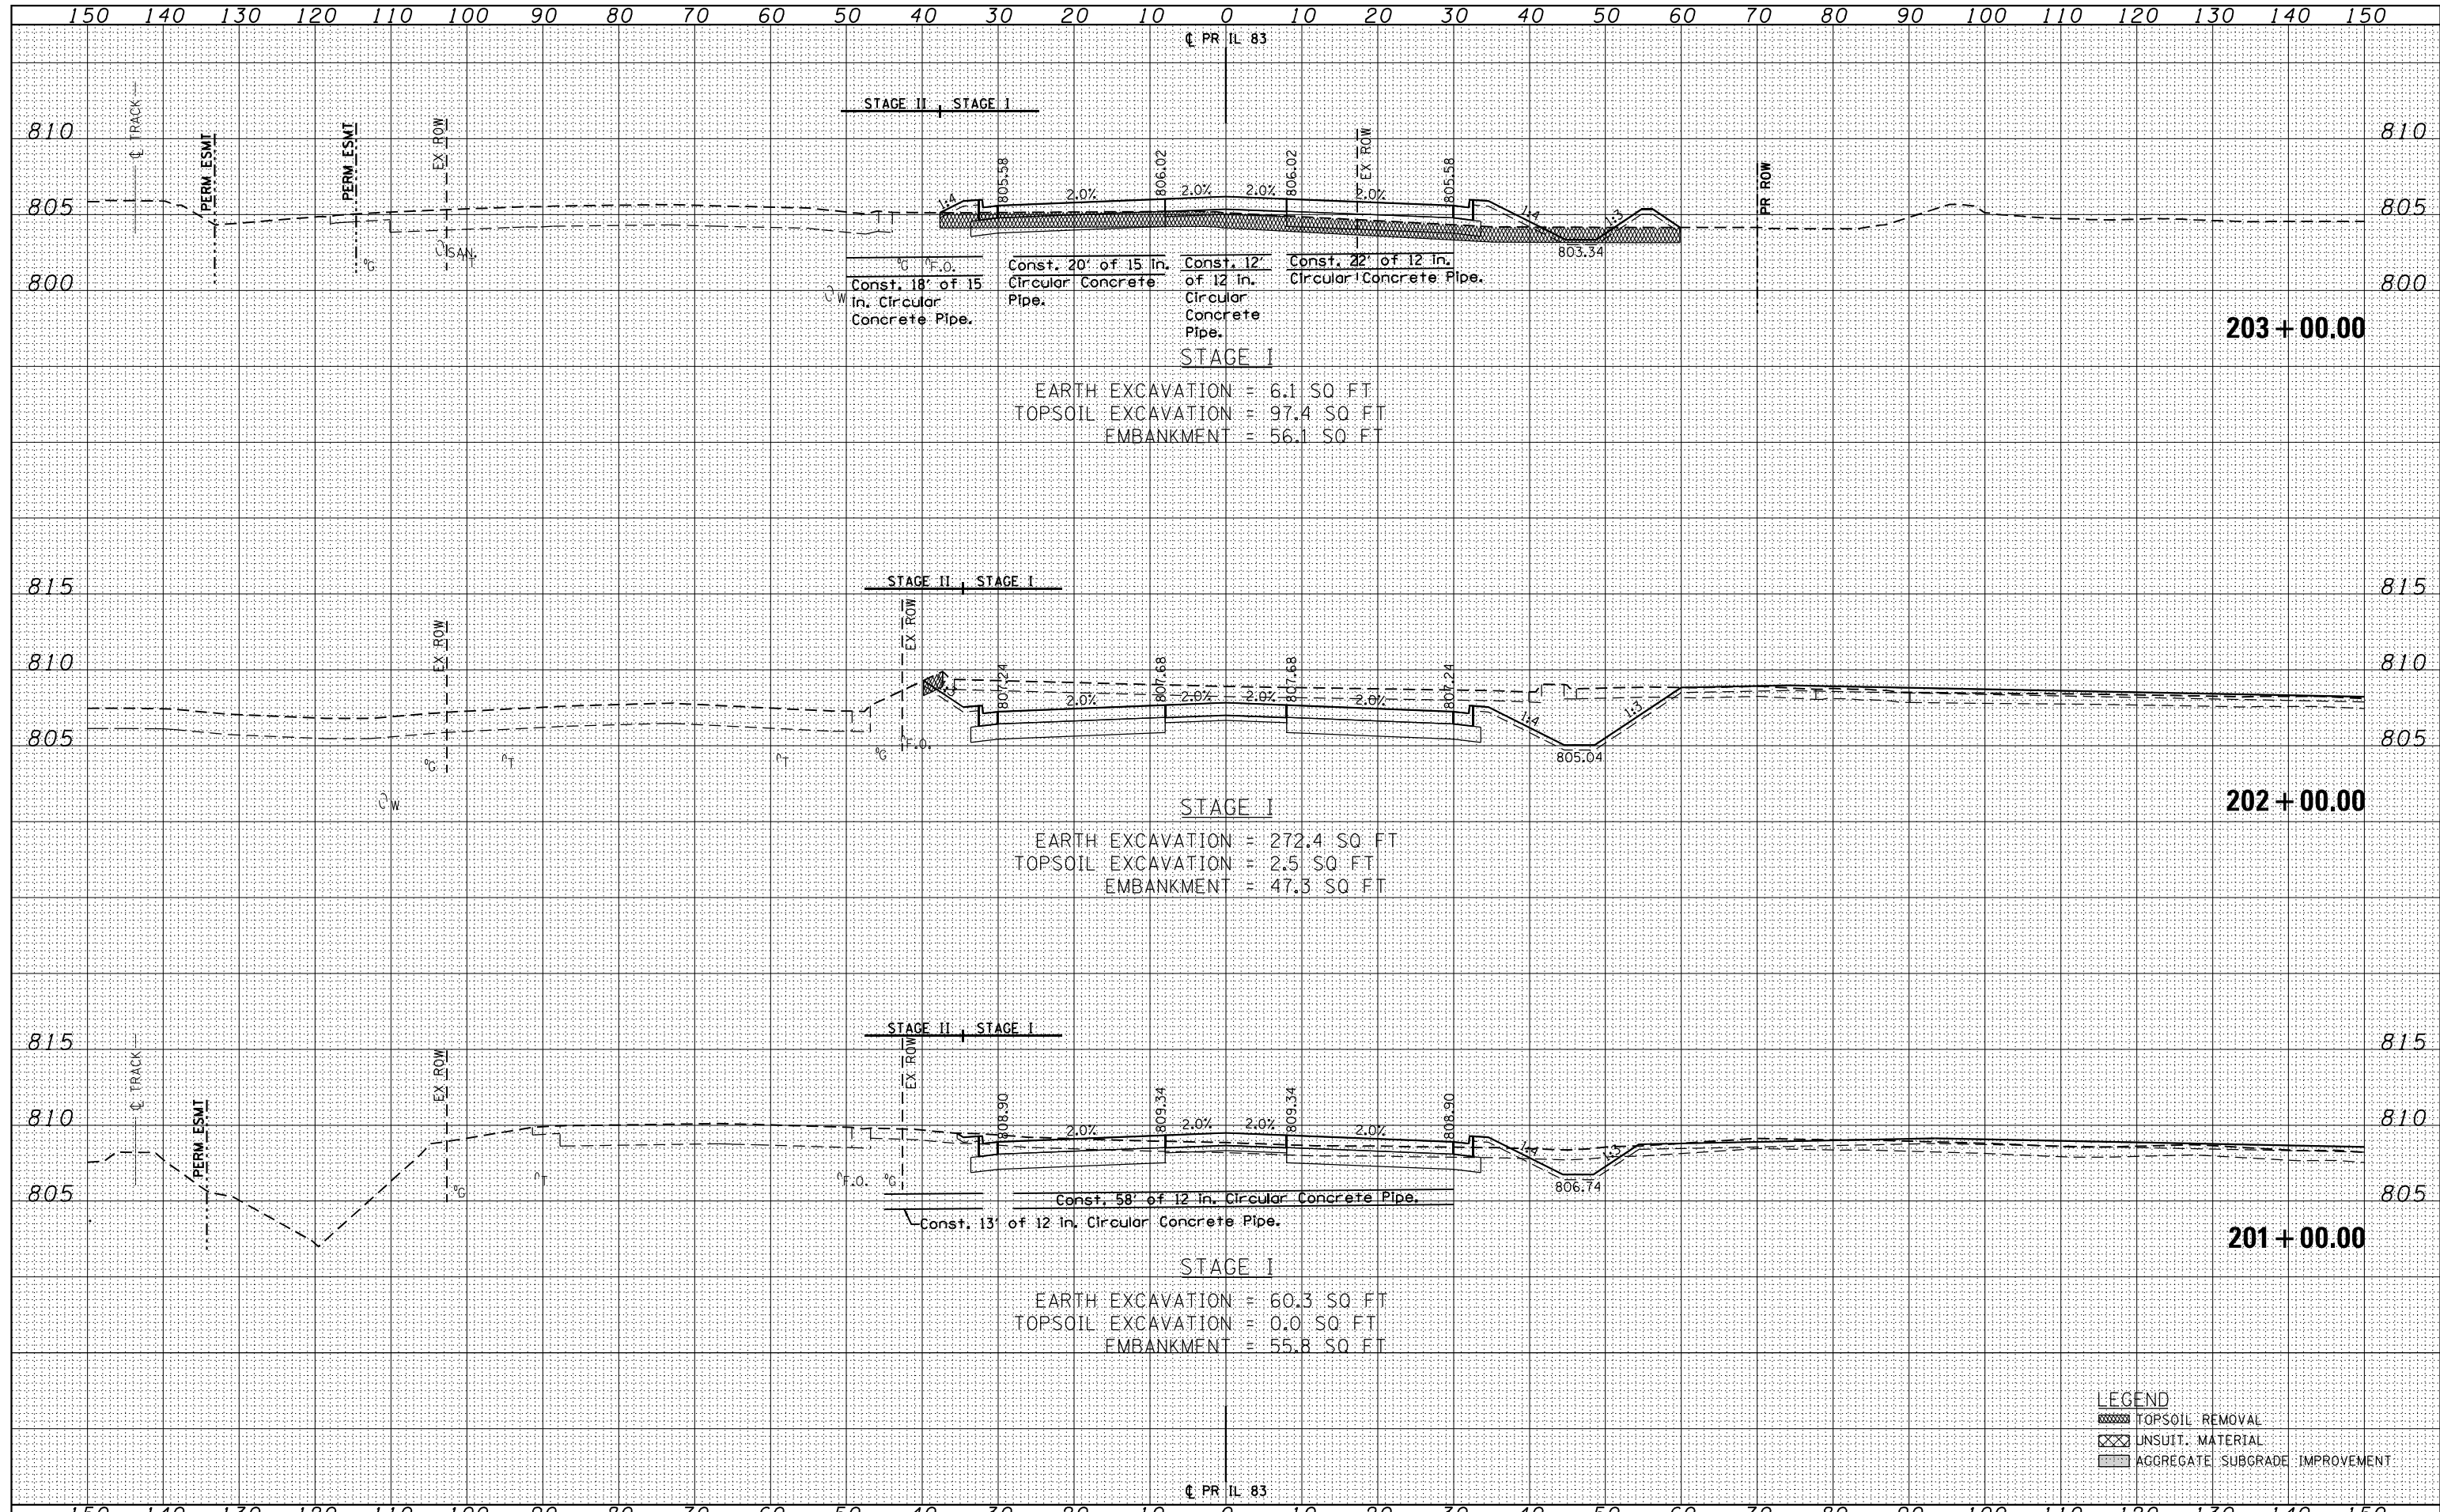 150 140 130 120 110 100 90 80 70 60 50 40 30 20 10 0 10 20 30 40 50 60 70 80 90 100 110 120 130 140 150
℄ PR IL 83
STAGE II STAGE I
810 ℄ TRACK PERM ESMT PERM ESMT EX ROW EX ROW PR ROW 810
805.58 806.02 806.02 805.58
805 1:4 2.0% 2.0% 2.0% 2.0% 1:4 1:3 805
SAN. T
G G F.O. 803.34
Const. 20' of 15 in. Circular Concrete Pipe.
Const. 12' of 12 in. Circular Concrete Pipe.
Const. 22' of 12 in. Circular Concrete Pipe.
Const. 18' of 15 in. Circular Concrete Pipe.
800 W 800
203+00.00
STAGE I
EARTH EXCAVATION = 6.1 SQ FT
TOPSOIL EXCAVATION = 97.4 SQ FT
EMBANKMENT = 56.1 SQ FT
STAGE II STAGE I
815 815
EX ROW EX ROW
810 810
807.24 807.68 807.68 807.24
1:3 2.0% 2.0% 2.0% 2.0% 1:4 1:3
805 805
G T T G F.O. 805.04
W
202+00.00
STAGE I
EARTH EXCAVATION = 272.4 SQ FT
TOPSOIL EXCAVATION = 2.5 SQ FT
EMBANKMENT = 47.3 SQ FT
STAGE II STAGE I
815 815
℄ TRACK PERM ESMT EX ROW EX ROW
810 810
808.90 809.34 809.34 808.90
2.0% 2.0% 2.0% 2.0% 1:4 1:3
G T F.O. G 806.74
805 805
Const. 58' of 12 in. Circular Concrete Pipe.
Const. 13' of 12 in. Circular Concrete Pipe.
201+00.00
STAGE I
EARTH EXCAVATION = 60.3 SQ FT
TOPSOIL EXCAVATION = 0.0 SQ FT
EMBANKMENT = 55.8 SQ FT
LEGEND
TOPSOIL REMOVAL
UNSUIT. MATERIAL
AGGREGATE SUBGRADE IMPROVEMENT
℄ PR IL 83
150 140 130 120 110 100 90 80 70 60 50 40 30 20 10 0 10 20 30 40 50 60 70 80 90 100 110 120 130 140 150